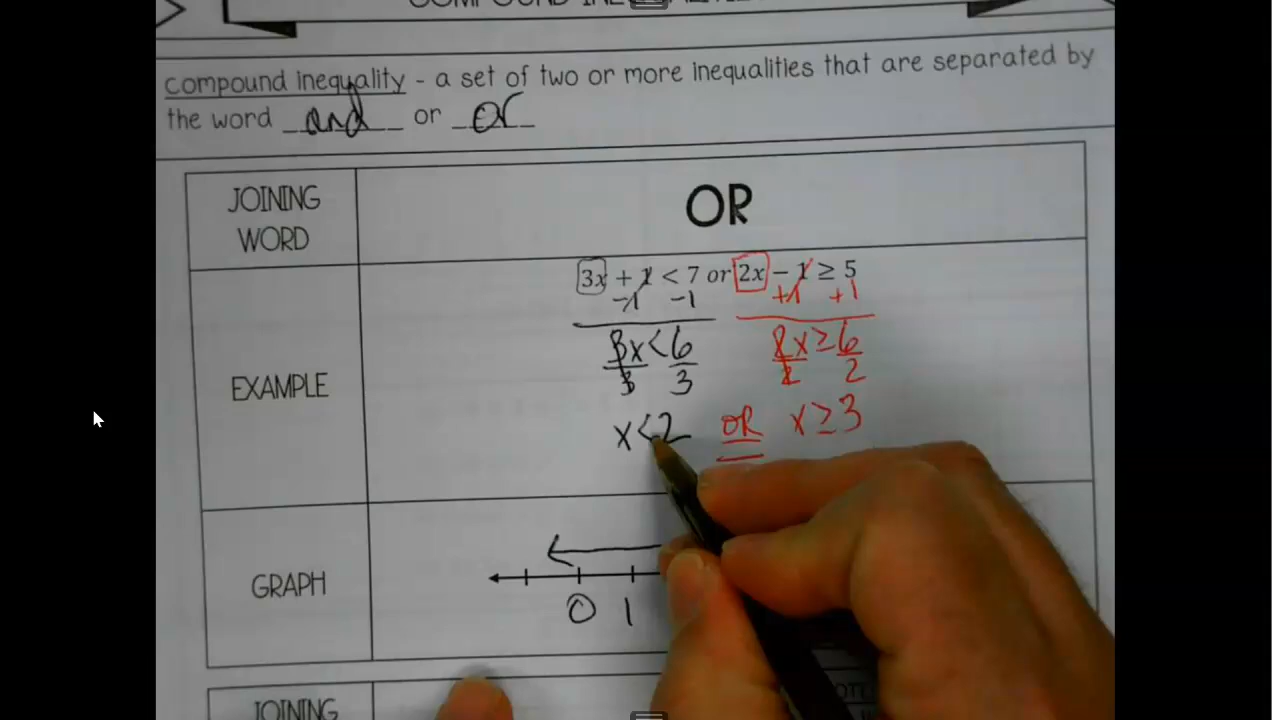 compound inequality - a set of two or more inequalities that are separated by
the word and or or
JOINING
WORD
OR
3x + 1 < 7 or 2x - 1 ≥ 5
-1 -1 +1 +1
3x < 6 2x ≥ 6
3 3 2 2
EXAMPLE
x < 2 OR x ≥ 3
GRAPH
0 1
JOINING